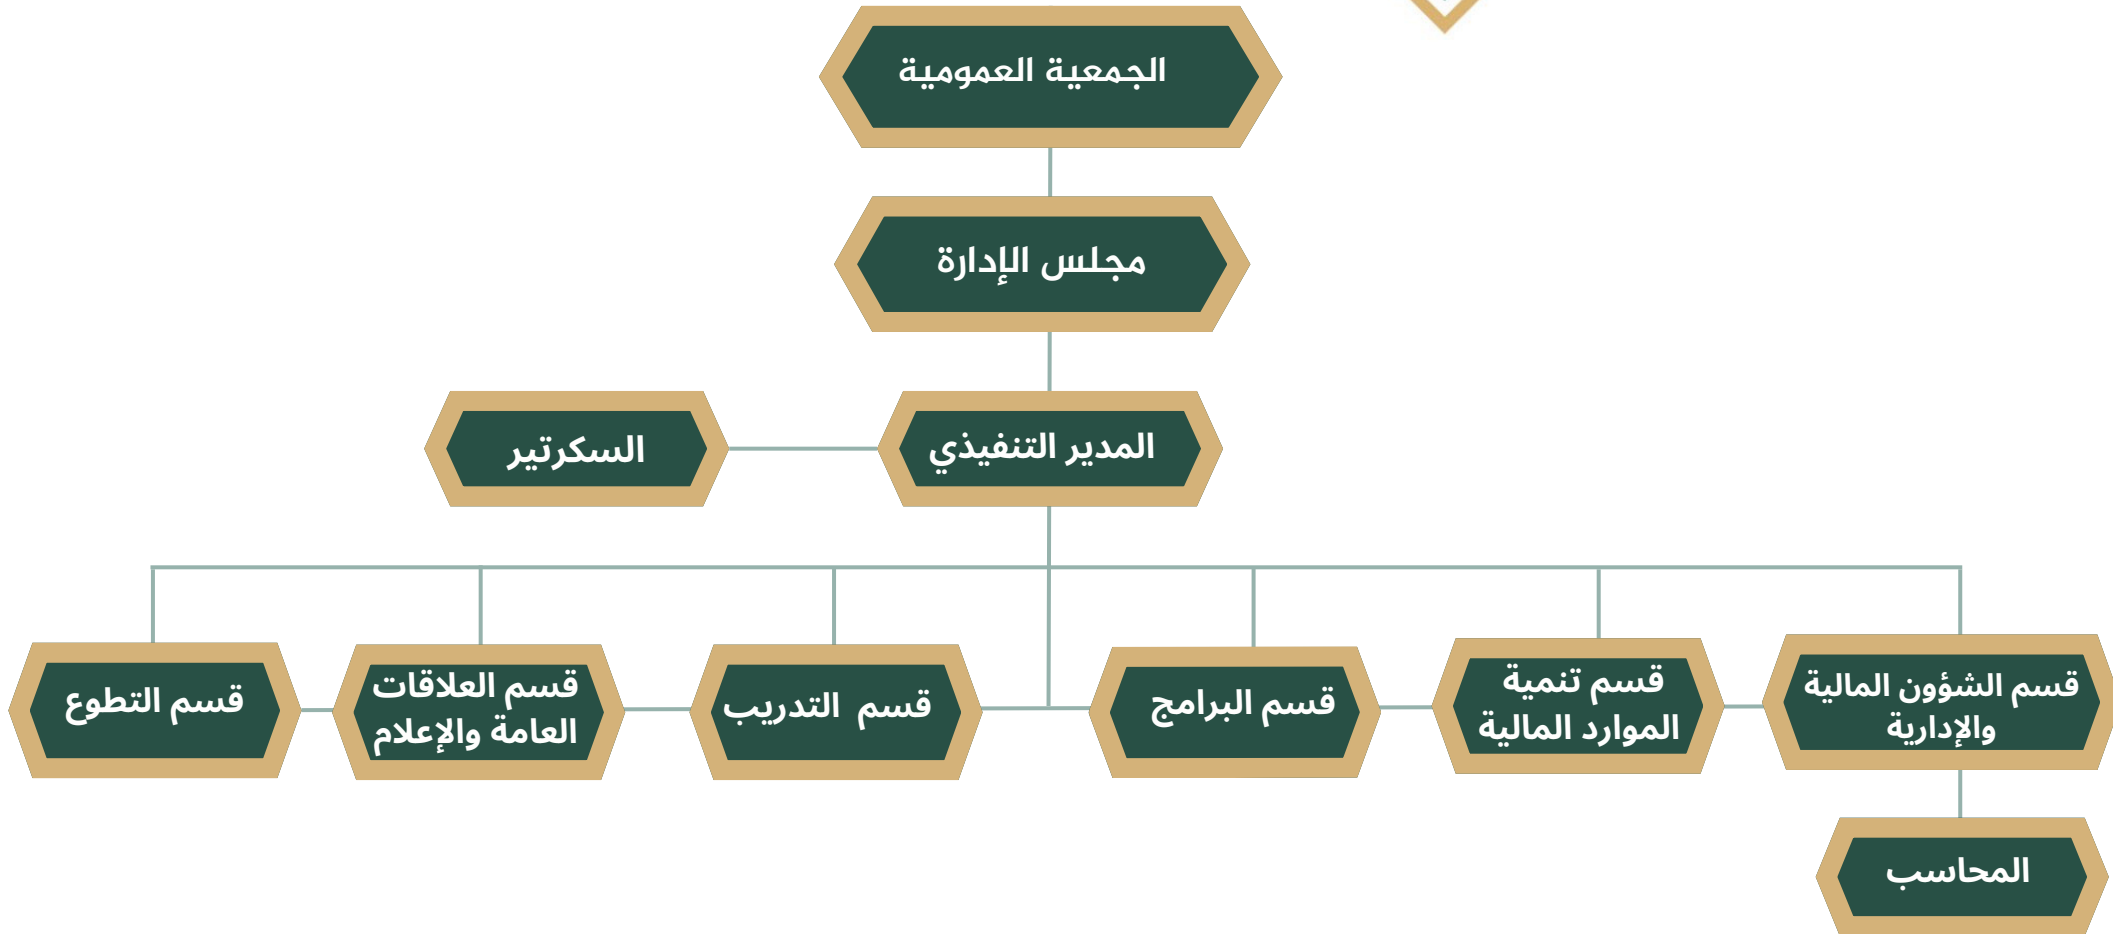 الجمعية العمومية
مجلس الإدارة
المدير التنفيذي
السكرتير
قسم الشؤون المالية
والإدارية
قسم تنمية
الموارد المالية
قسم البرامج
قسم التدريب
قسم العلاقات
العامة والإعلام
قسم التطوع
المحاسب